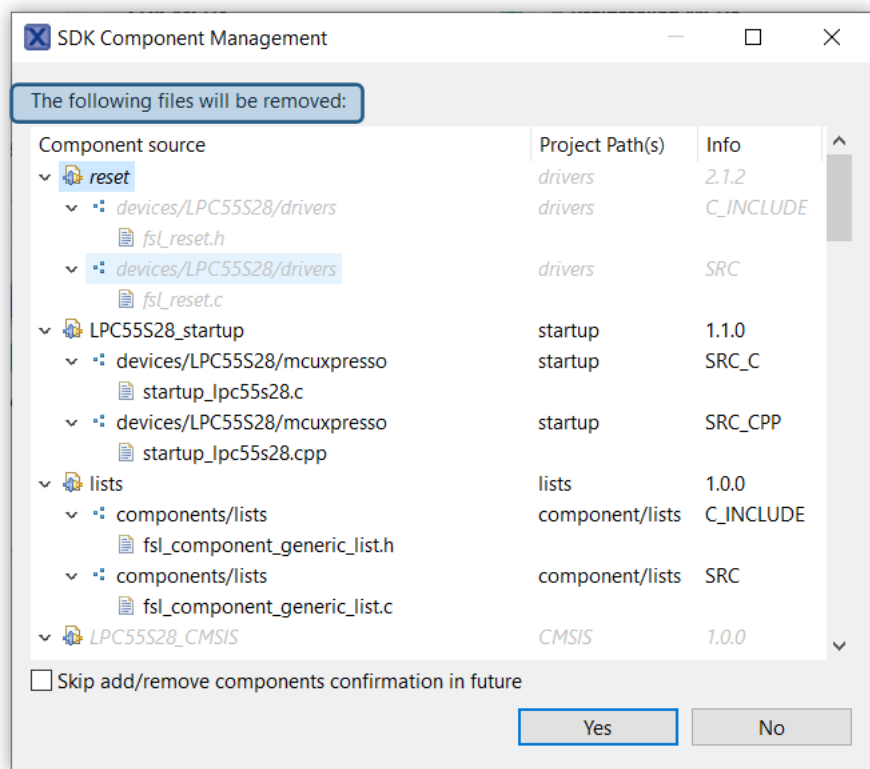 SDK Component Management
The following files will be removed:
Component source Project Path(s) Info
reset drivers 2.1.2
devices/LPC55S28/drivers drivers C_INCLUDE
fsl_reset.h
devices/LPC55S28/drivers drivers SRC
fsl_reset.c
LPC55S28_startup startup 1.1.0
devices/LPC55S28/mcuxpresso startup SRC_C
startup_lpc55s28.c
devices/LPC55S28/mcuxpresso startup SRC_CPP
startup_lpc55s28.cpp
lists lists 1.0.0
components/lists component/lists C_INCLUDE
fsl_component_generic_list.h
components/lists component/lists SRC
fsl_component_generic_list.c
LPC55S28_CMSIS CMSIS 1.0.0
Skip add/remove components confirmation in future
Yes No